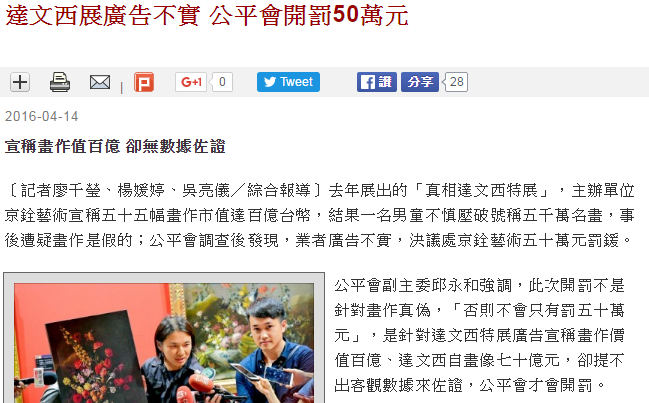 達文西展廣告不實 公平會開罰50萬元
G+1 0 Tweet f 讚 分享 28
2016-04-14
宣稱畫作值百億 卻無數據佐證
〔記者廖千瑩、楊媛婷、吳亮儀／綜合報導〕去年展出的「真相達文西特展」，主辦單位
京銓藝術宣稱五十五幅畫作市值達百億台幣，結果一名男童不慎壓破號稱五千萬名畫，事
後遭疑畫作是假的；公平會調查後發現，業者廣告不實，決議處京銓藝術五十萬元罰鍰。
公平會副主委邱永和強調，此次開罰不是
針對畫作真偽，「否則不會只有罰五十萬
元」，是針對達文西特展廣告宣稱畫作價
值百億、達文西自畫像七十億元，卻提不
出客觀數據來佐證，公平會才會開罰。